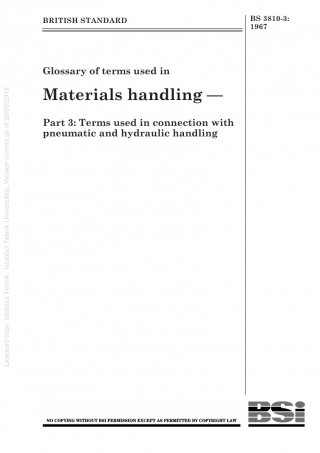 BRITISH STANDARD
BS 3810-3:
1967
Glossary of terms used in
Materials handling —
Part 3: Terms used in connection with
pneumatic and hydraulic handling
Licensed copy: Istanbul Teknik, Istanbul Teknik Universitesi, Version correct as of 28/03/2018
NO COPYING WITHOUT BSI PERMISSION EXCEPT AS PERMITTED BY COPYRIGHT LAW
BSi